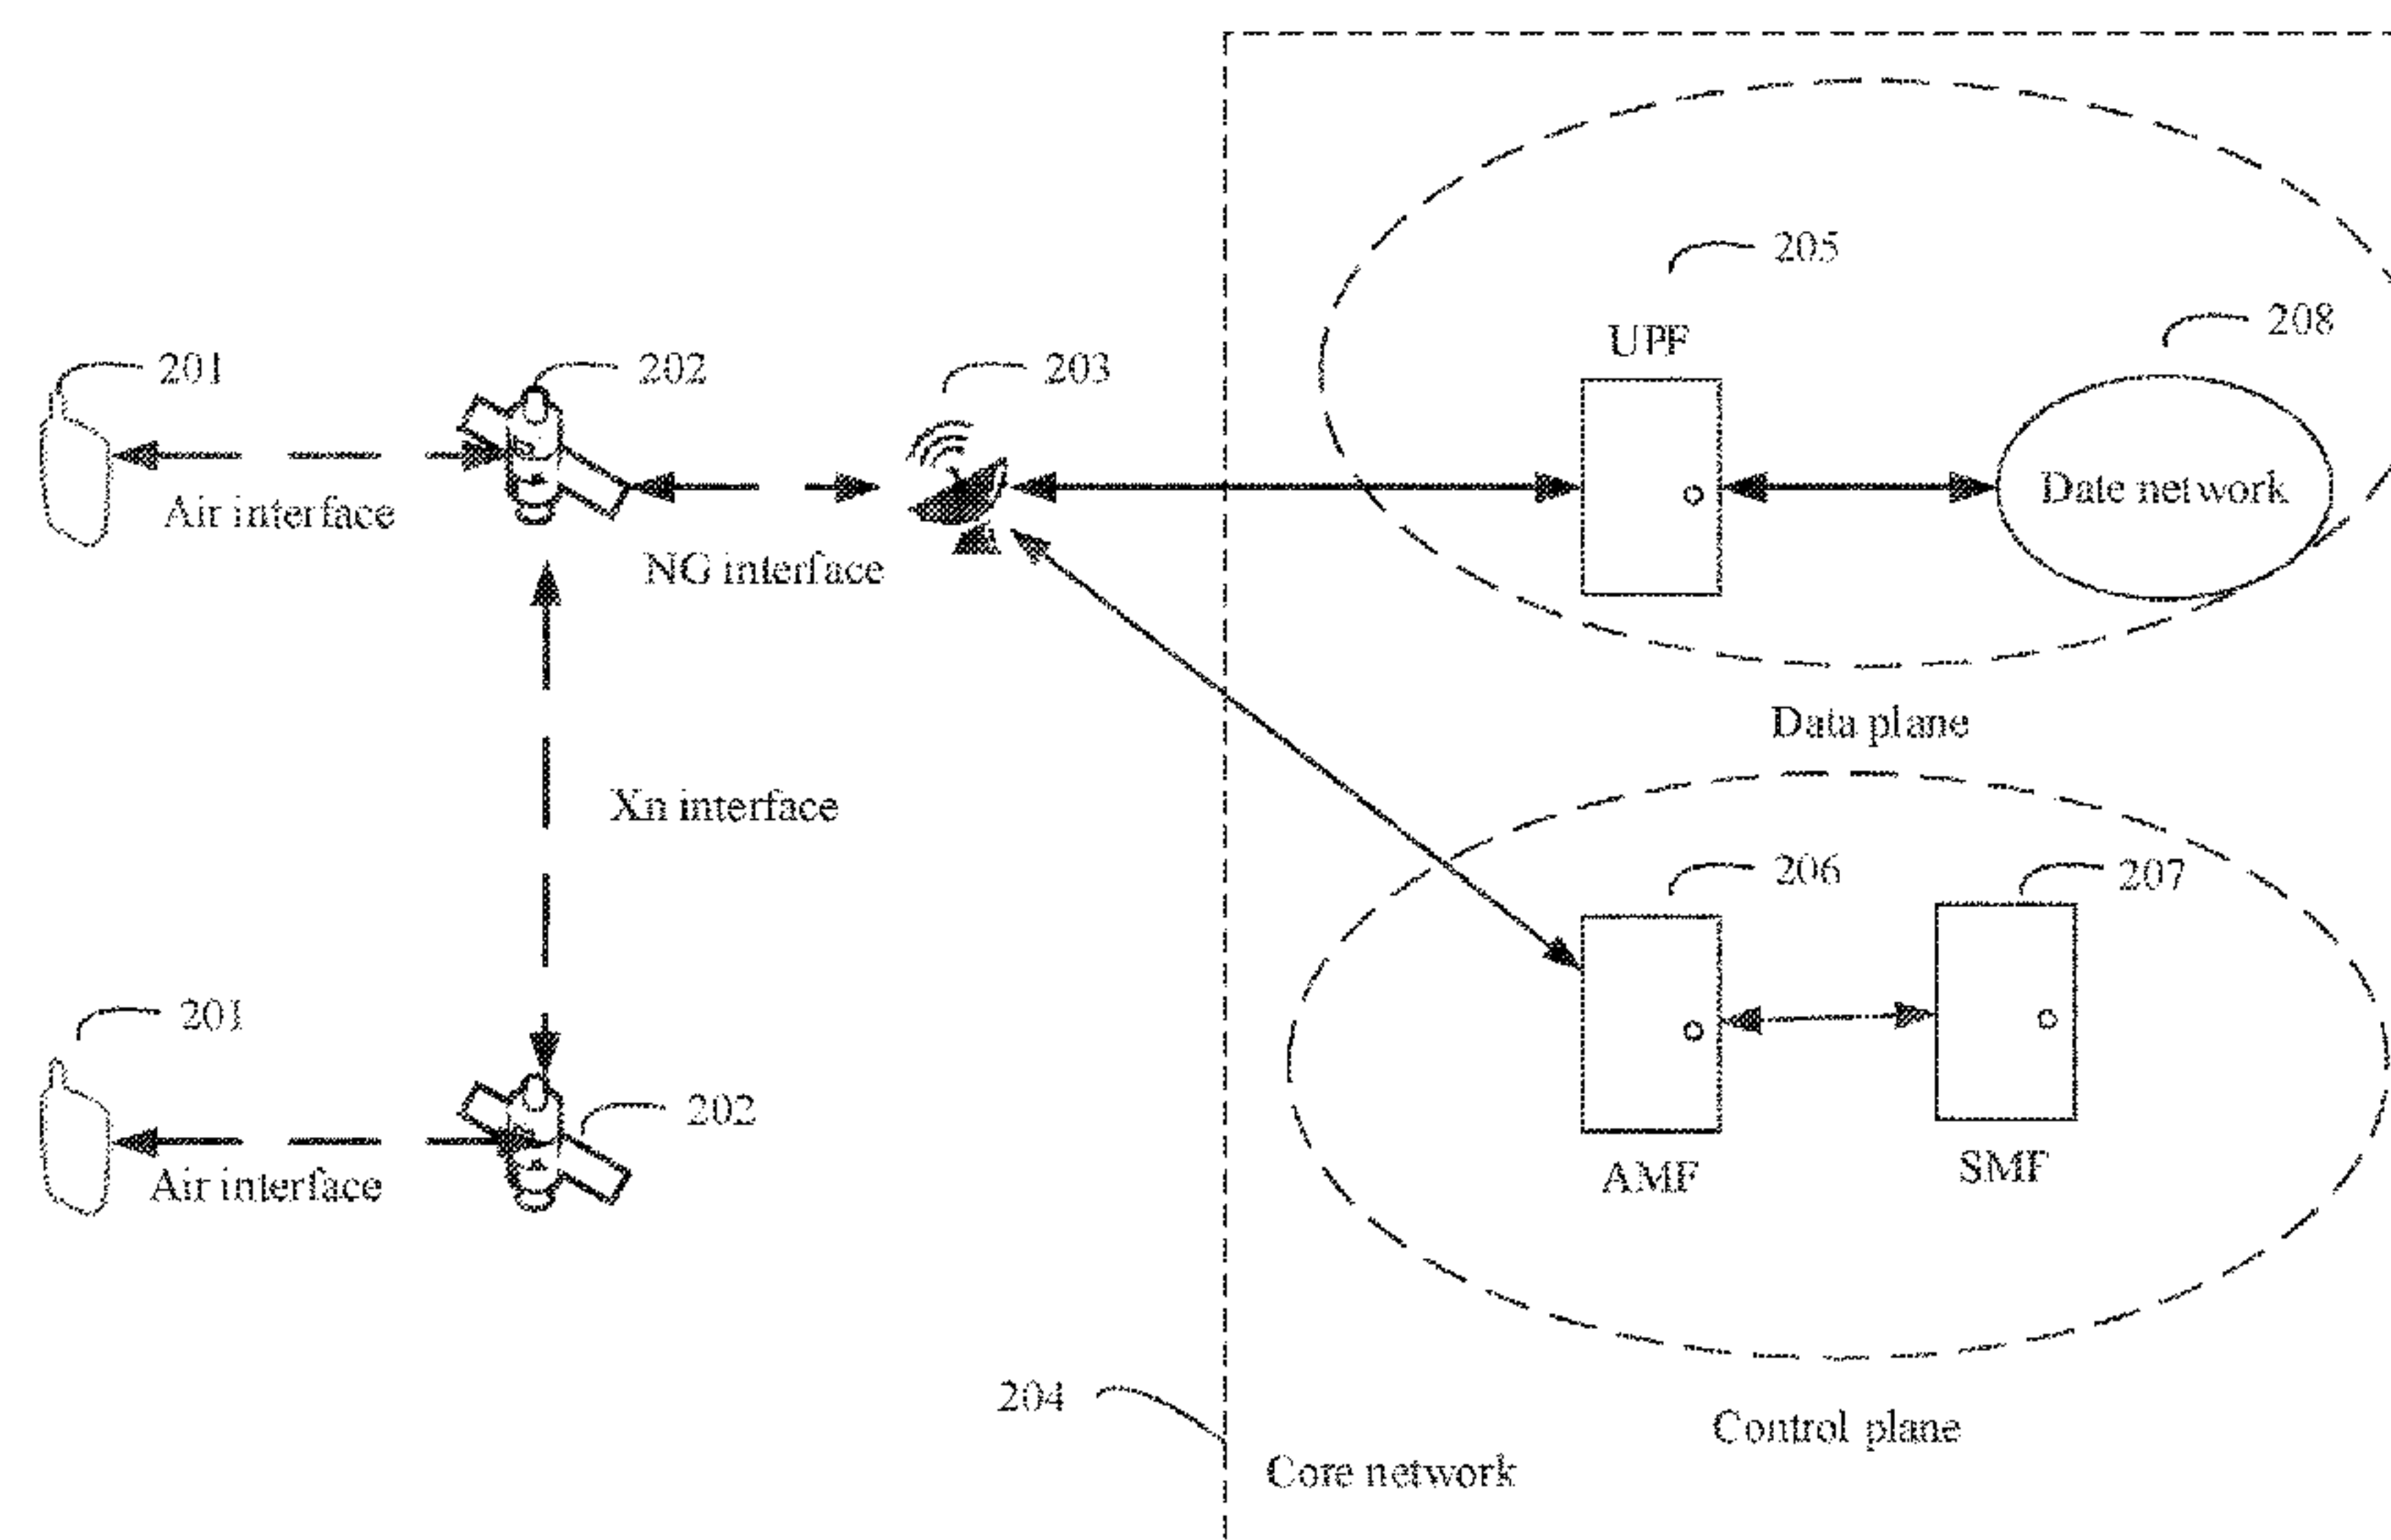 205
208
UPF
201
202
203
Date network
Air interface
NG interface
Data plane
Xn interface
206
207
201
202
Air interface
AMF
SMF
204
Control plane
Core network